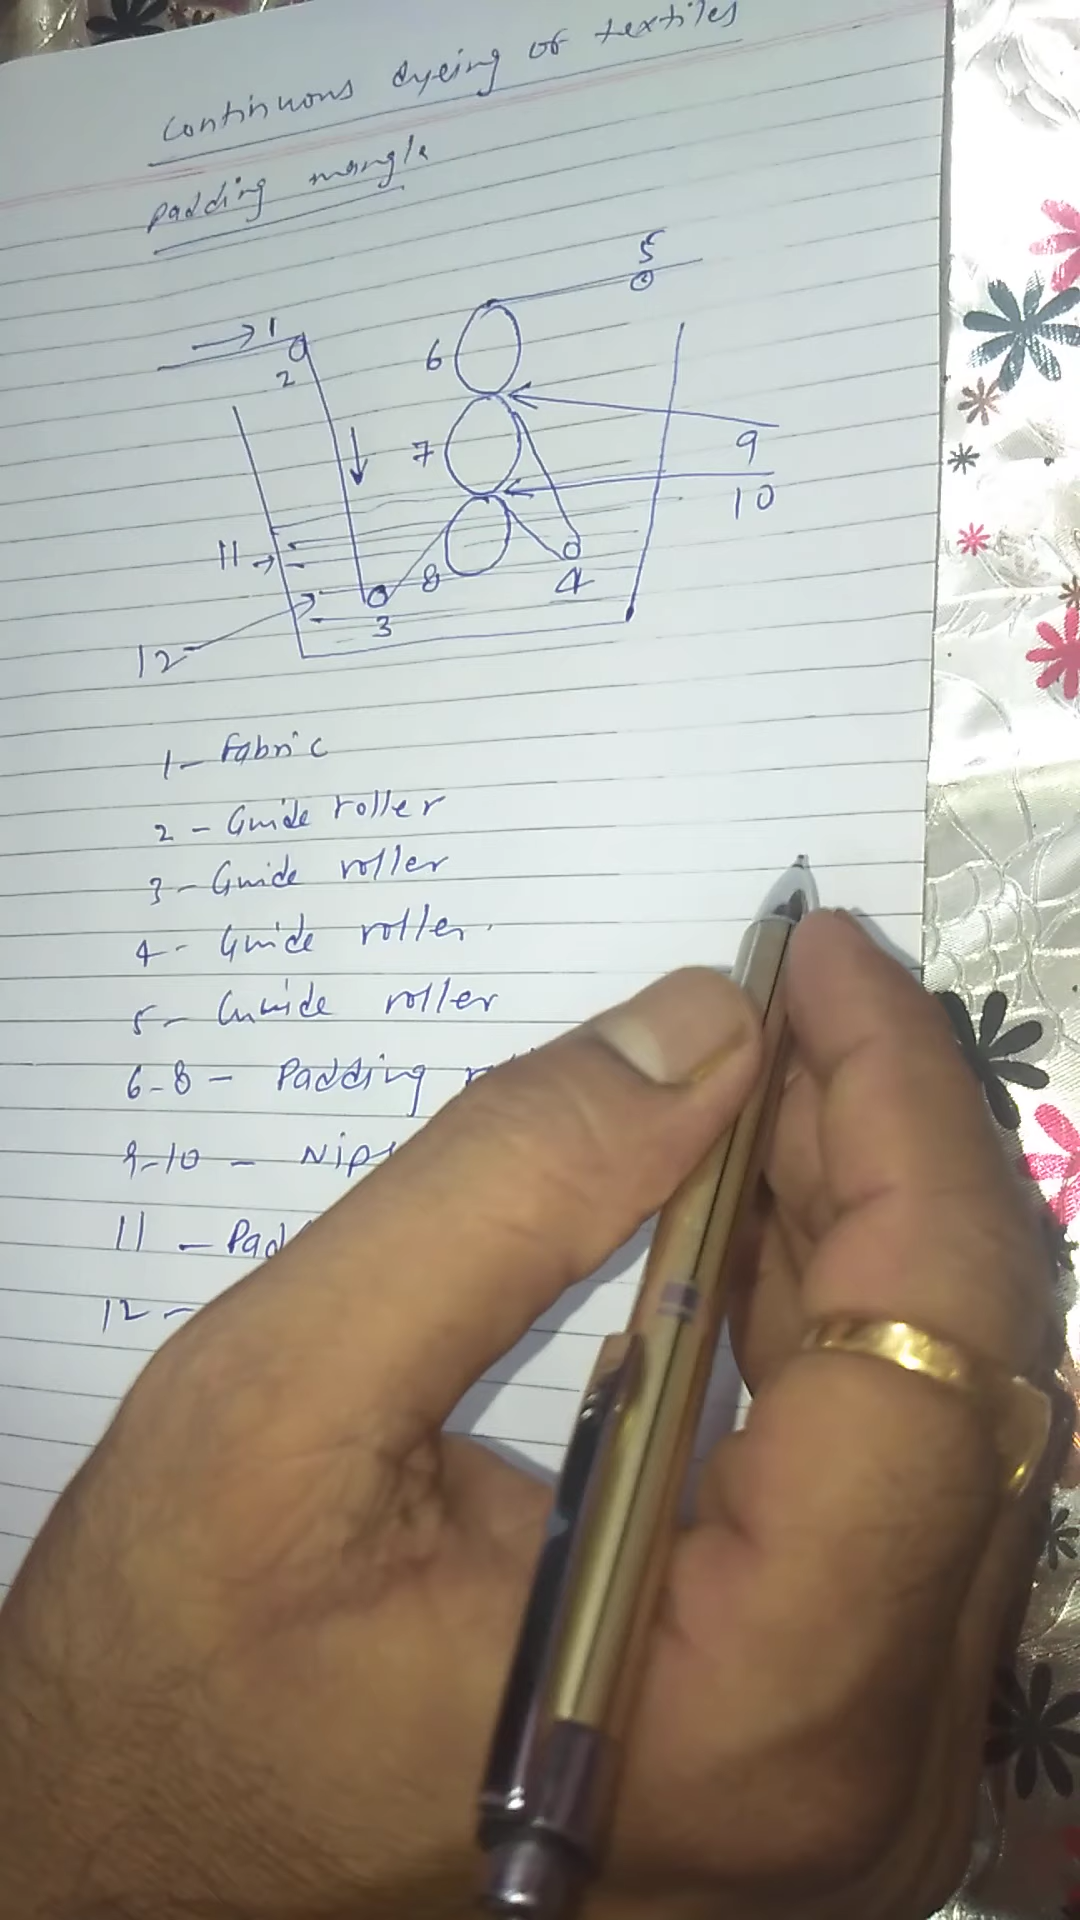 Continuous dyeing of textiles
Padding mangle
5
1
2
6
7
9
10
11
8
4
3
12
1- Fabric
2 - Guide roller
3 - Guide roller
4 - Guide roller.
5 - Guide roller
6-8 - Padding
9-10 - Nips
11 -
12 -